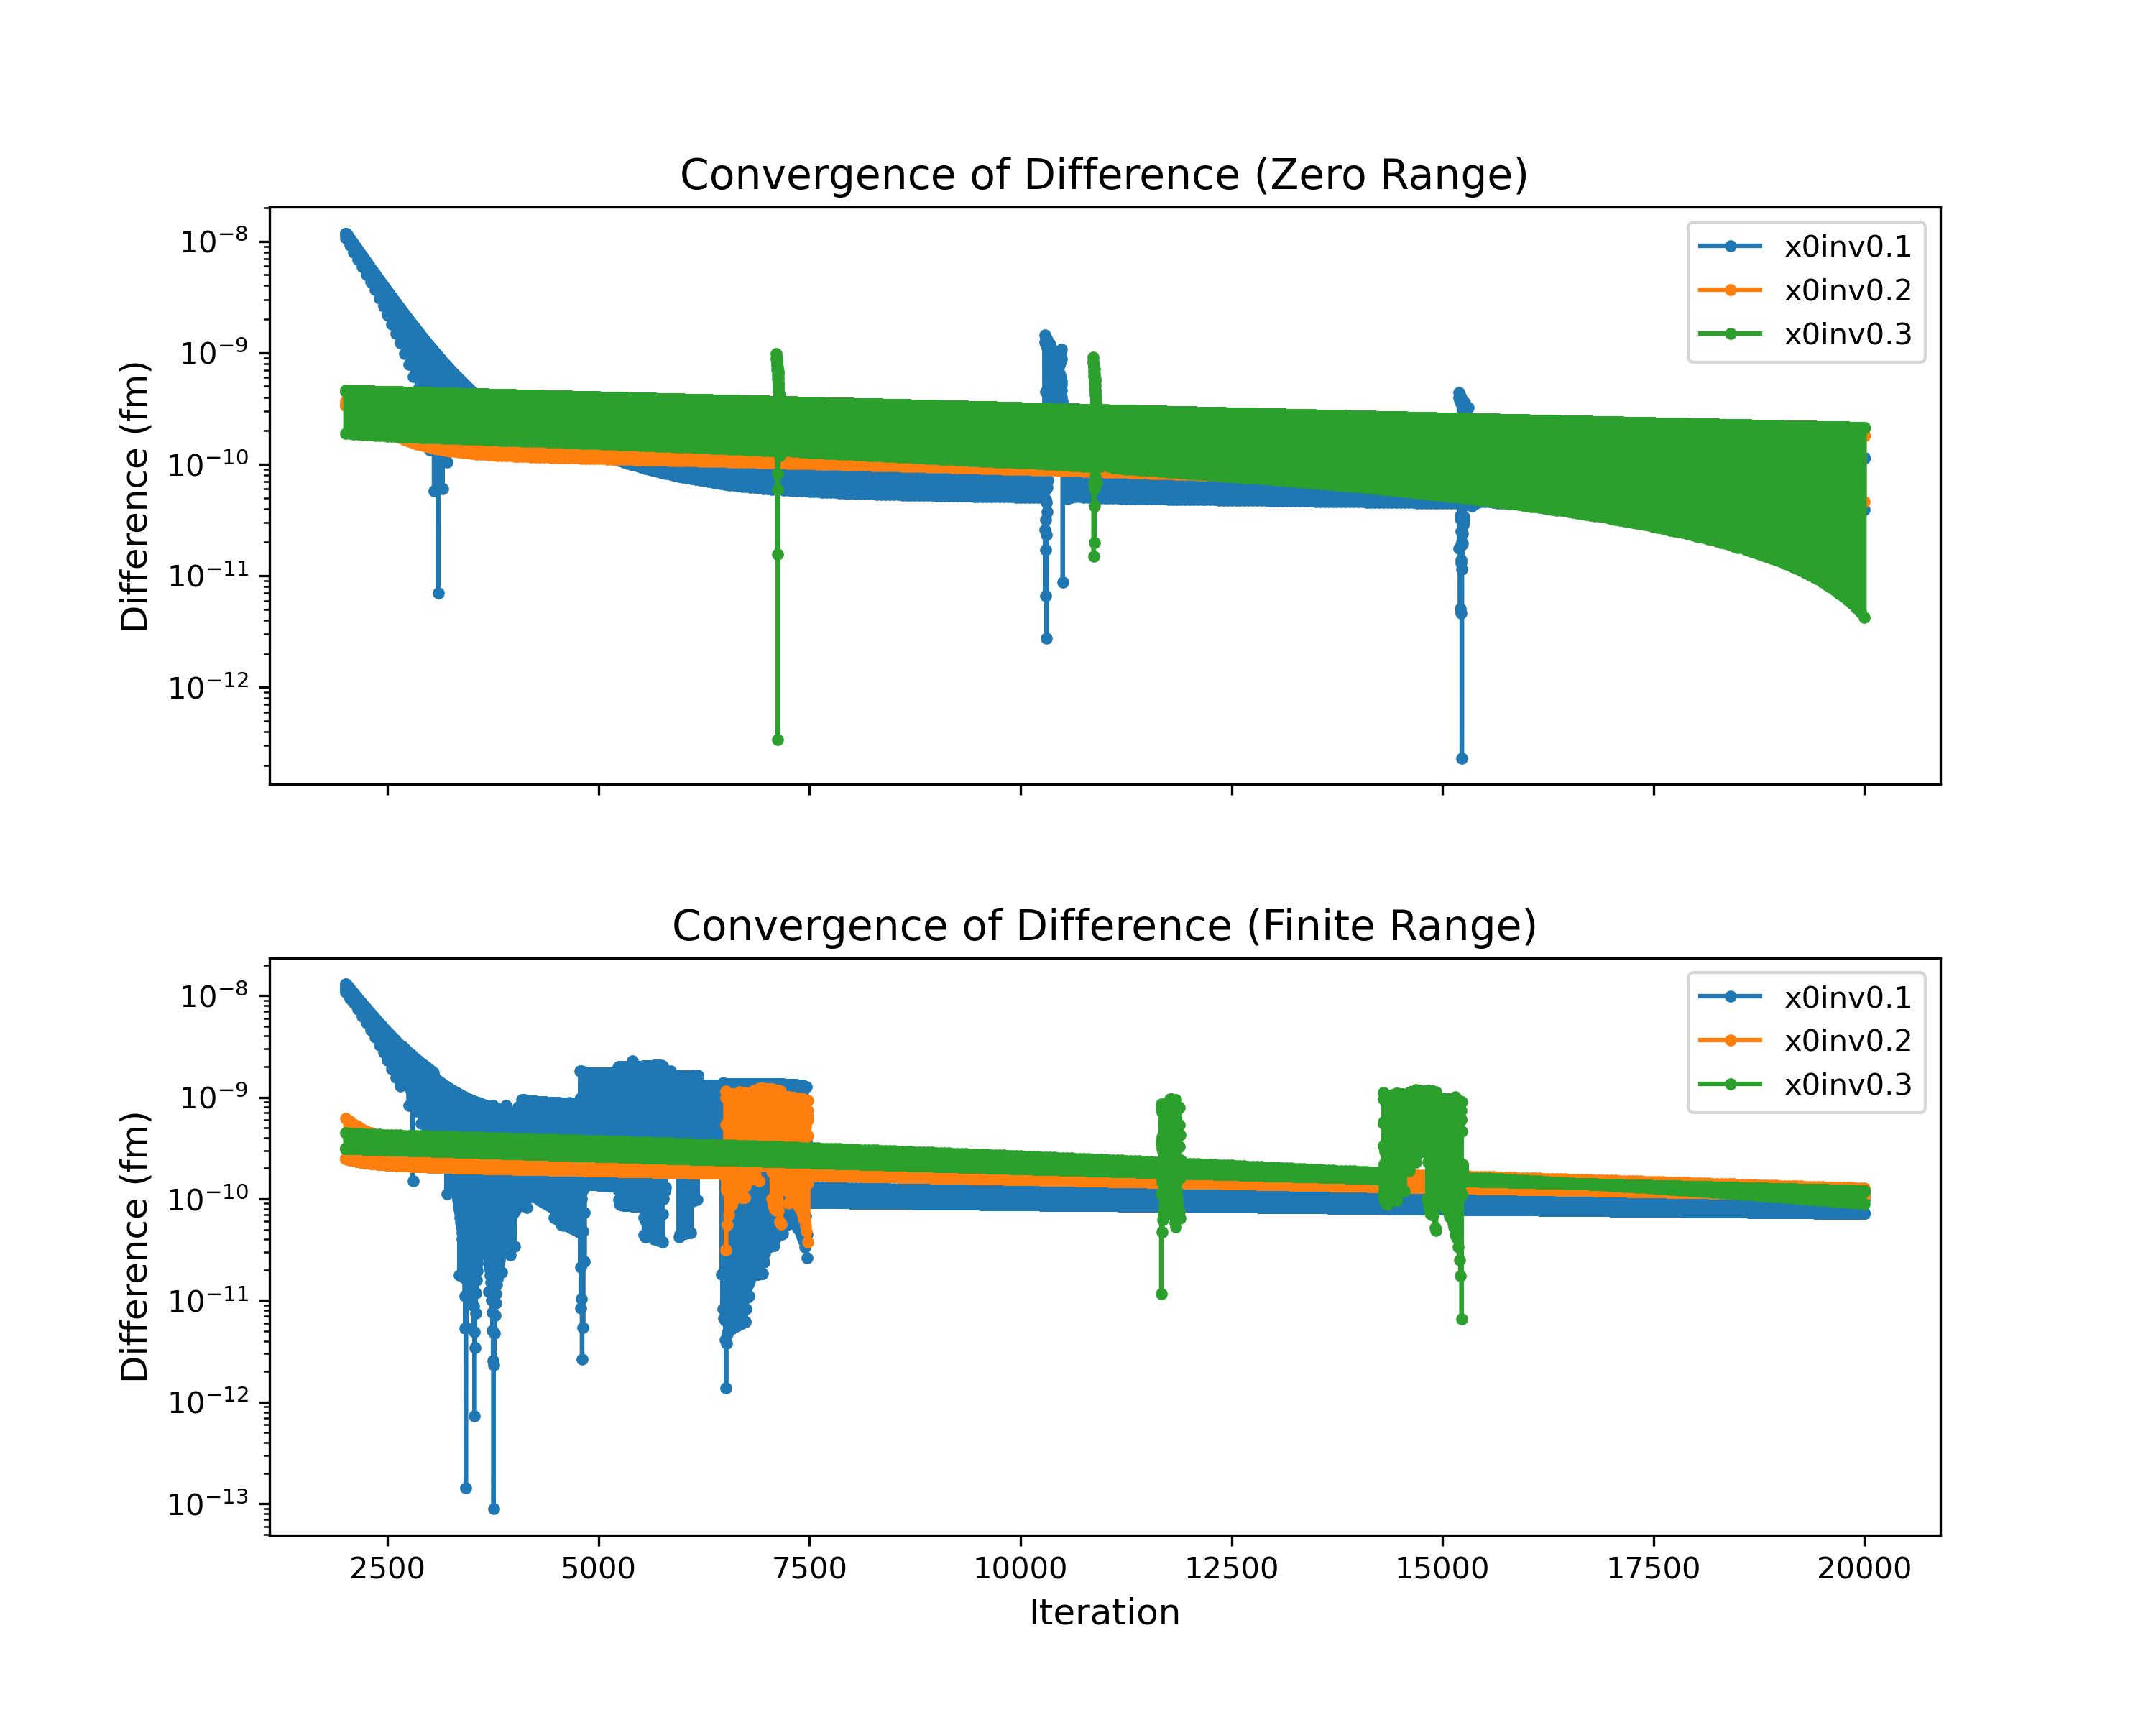 Convergence of Difference (Zero Range)
Difference (fm)
10⁻⁸
10⁻⁹
10⁻¹⁰
10⁻¹¹
10⁻¹²
x0inv0.1
x0inv0.2
x0inv0.3
Convergence of Difference (Finite Range)
Difference (fm)
10⁻⁸
10⁻⁹
10⁻¹⁰
10⁻¹¹
10⁻¹²
10⁻¹³
x0inv0.1
x0inv0.2
x0inv0.3
2500 5000 7500 10000 12500 15000 17500 20000
Iteration